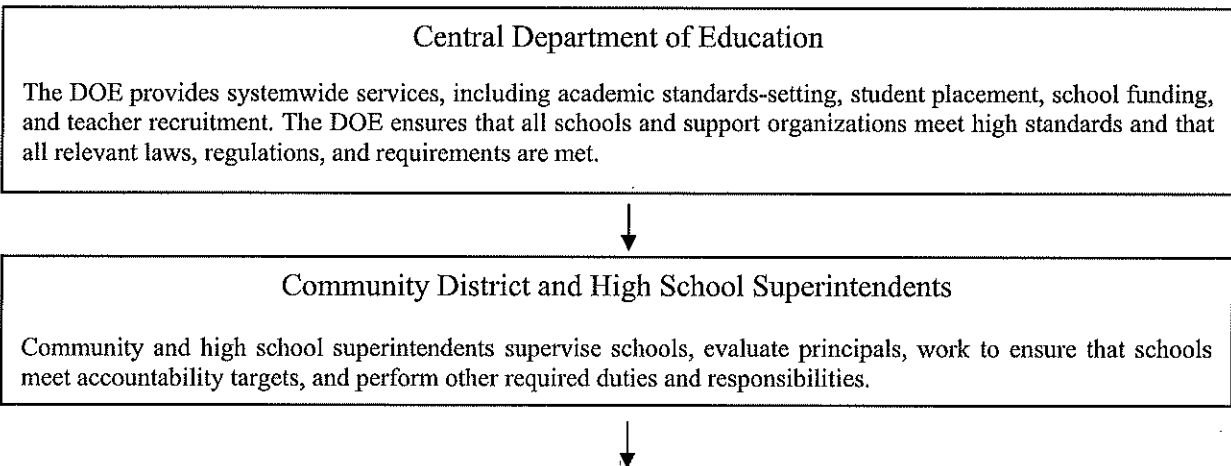 Central Department of Education
The DOE provides systemwide services, including academic standards-setting, student placement, school funding,
and teacher recruitment. The DOE ensures that all schools and support organizations meet high standards and that
all relevant laws, regulations, and requirements are met.
Community District and High School Superintendents
Community and high school superintendents supervise schools, evaluate principals, work to ensure that schools
meet accountability targets, and perform other required duties and responsibilities.